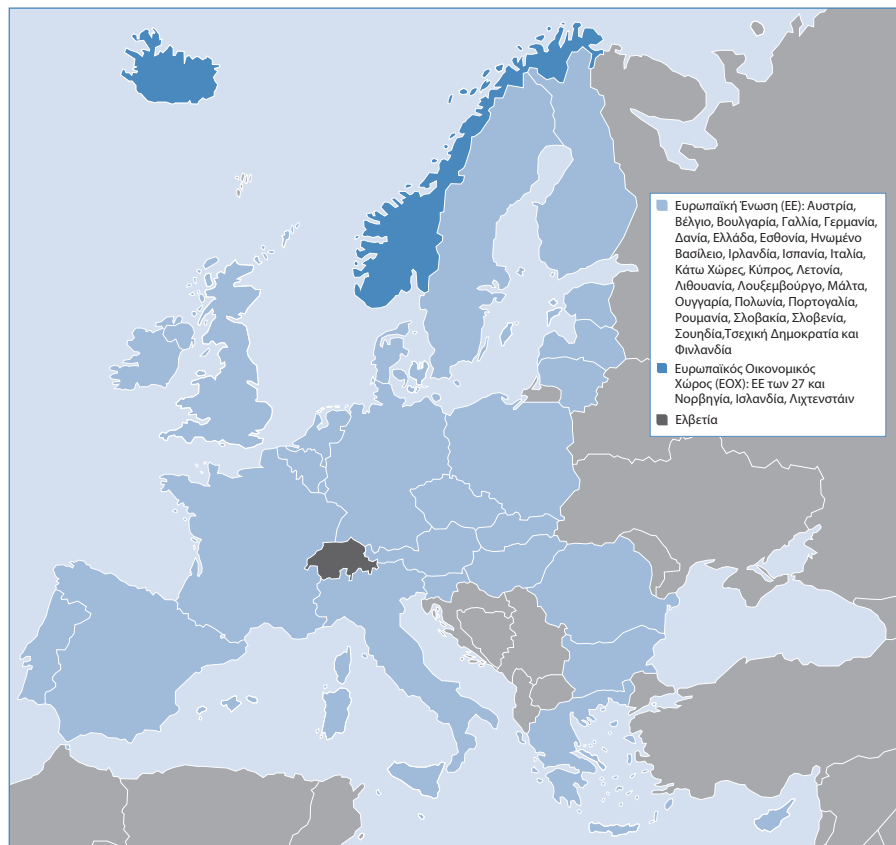 Ευρωπαϊκή Ένωση (ΕΕ): Αυστρία,
Βέλγιο, Βουλγαρία, Γαλλία, Γερμανία,
Δανία, Ελλάδα, Εσθονία, Ηνωμένο
Βασίλειο, Ιρλανδία, Ισπανία, Ιταλία,
Κάτω Χώρες, Κύπρος, Λετονία,
Λιθουανία, Λουξεμβούργο, Μάλτα,
Ουγγαρία, Πολωνία, Πορτογαλία,
Ρουμανία, Σλοβακία, Σλοβενία,
Σουηδία,Τσεχική Δημοκρατία και
Φινλανδία
Ευρωπαϊκός Οικονομικός
Χώρος (ΕΟΧ): ΕΕ των 27 και
Νορβηγία, Ισλανδία, Λιχτενστάιν
Ελβετία